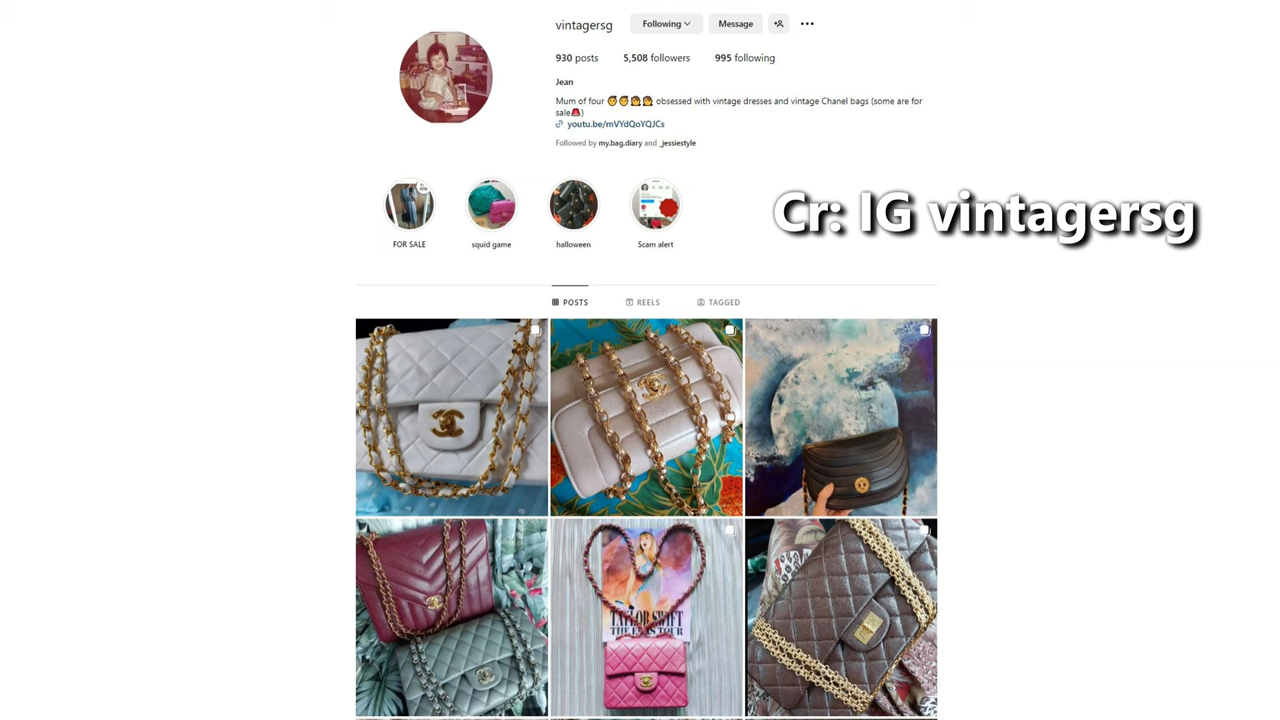 vintagersg Following Message
930 posts 5,508 followers 995 following
Jean
Mum of four 👩👩👩👩 obsessed with vintage dresses and vintage Chanel bags (some are for
sale🚨)
youtu.be/mVYdQoYQJCs
Followed by my.bag.diary and _jessiestyle
Cr: IG vintagersg
FOR SALE squid game halloween Scam alert
POSTS REELS TAGGED
TAYLOR SWIFT
THE ERAS TOUR